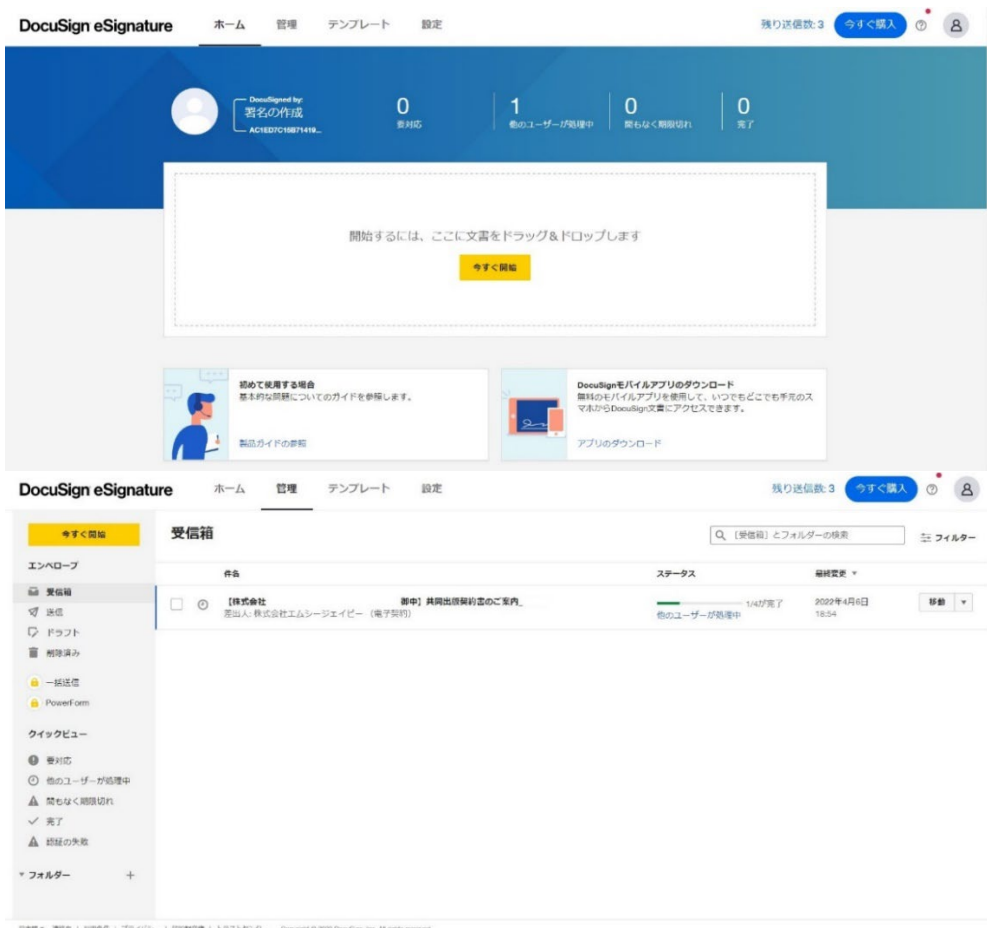 DocuSign eSignature ホーム 管理 テンプレート 設定 残り送信数: 3 今すぐ購入
DocuSigned by:
署名の作成
AC1ED7C16B71419...
0 1 0 0
要対応 他のユーザーが処理中 間もなく期限切れ 完了
開始するには、ここに文書をドラッグ&ドロップします
今すぐ開始
初めて使用する場合
基本的な問題についてのガイドを参照します。
製品ガイドの参照
DocuSignモバイルアプリのダウンロード
無料のモバイルアプリを使用して、いつでもどこでも手元のス
マホからDocuSign文書にアクセスできます。
アプリのダウンロード
DocuSign eSignature ホーム 管理 テンプレート 設定 残り送信数: 3 今すぐ購入
今すぐ開始
エンベロープ
受信箱
送信
ドラフト
削除済み
一括送信
PowerForm
クイックビュー
要対応
他のユーザーが処理中
間もなく期限切れ
完了
認証の失敗
フォルダー +
受信箱
[受信箱] とフォルダーの検索 フィルター
件名 ステータス 最終変更
【株式会社 御中】共同出版契約書のご案内_
差出人: 株式会社エムシージェイピー (電子契約)
1/4が完了
他のユーザーが処理中
2022年4月6日
18:54
移動